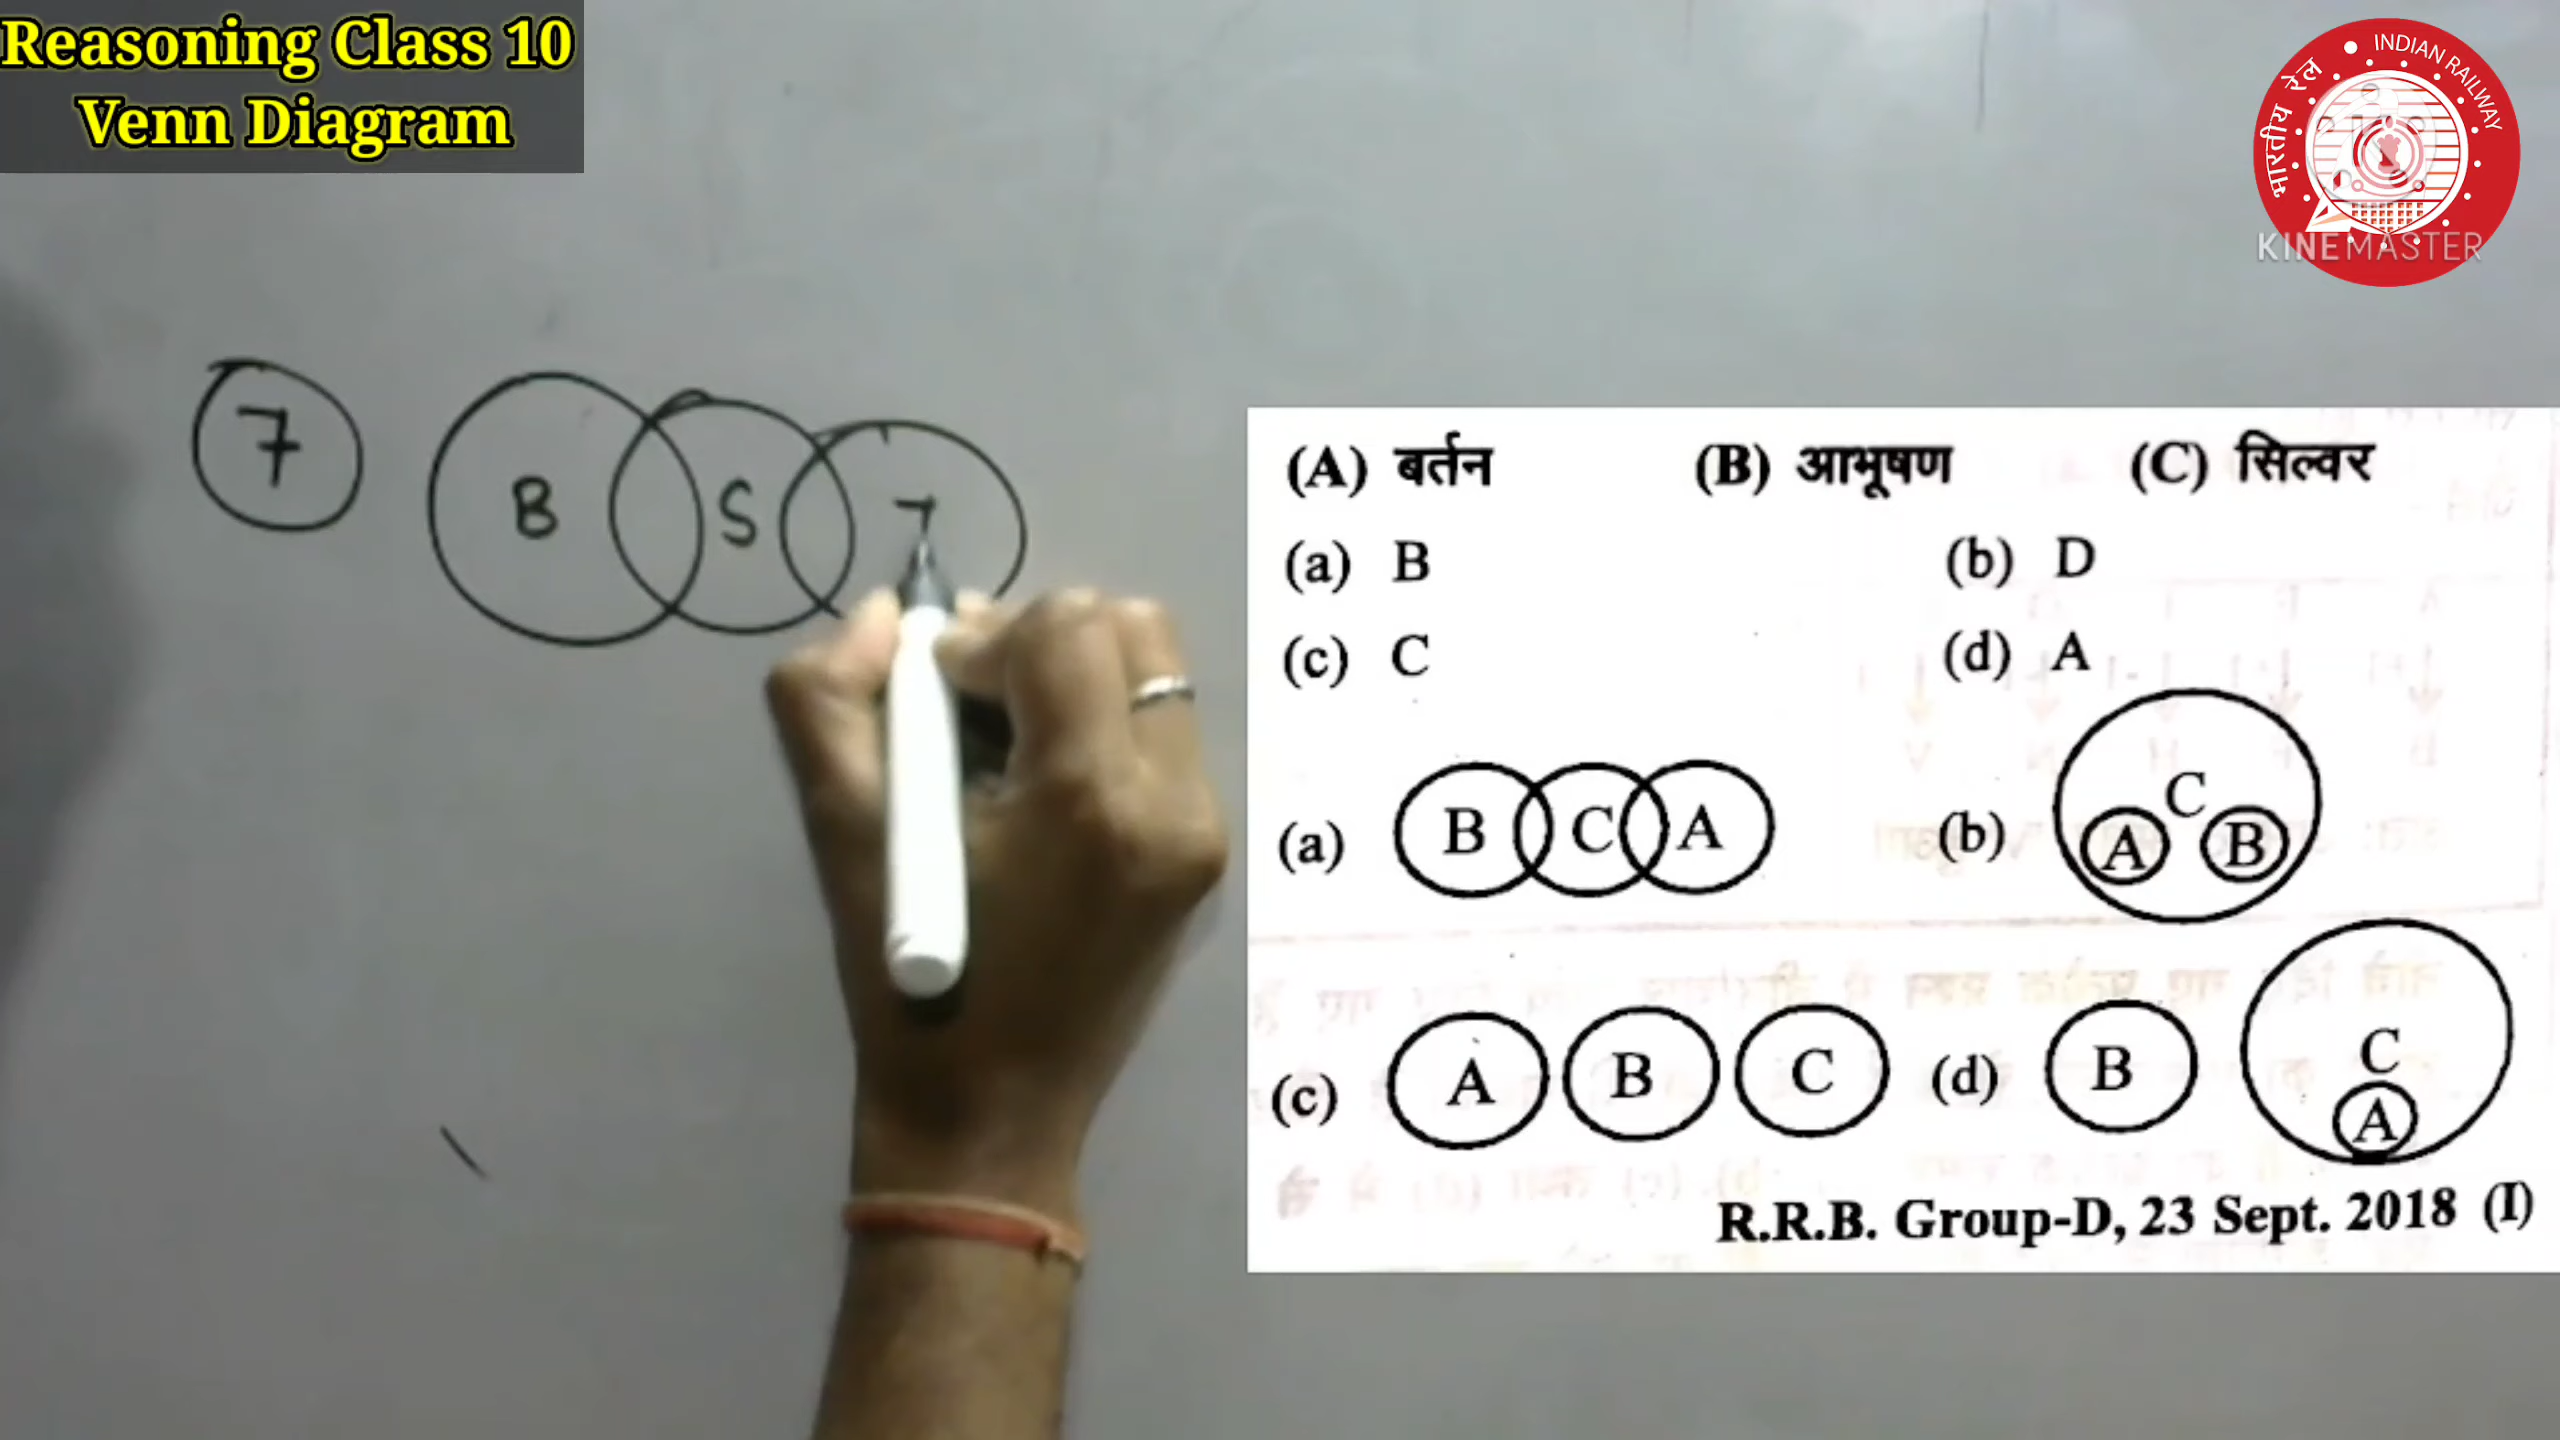 Reasoning Class 10
Venn Diagram
भारतीय रेल INDIAN RAILWAY
KINEMASTER
7
B S
(A) बर्तन (B) आभूषण (C) सिल्वर
(a) B (b) D
(c) C (d) A
(a) B C A (b) C A B
(c) A B C (d) B C A
R.R.B. Group-D, 23 Sept. 2018 (I)